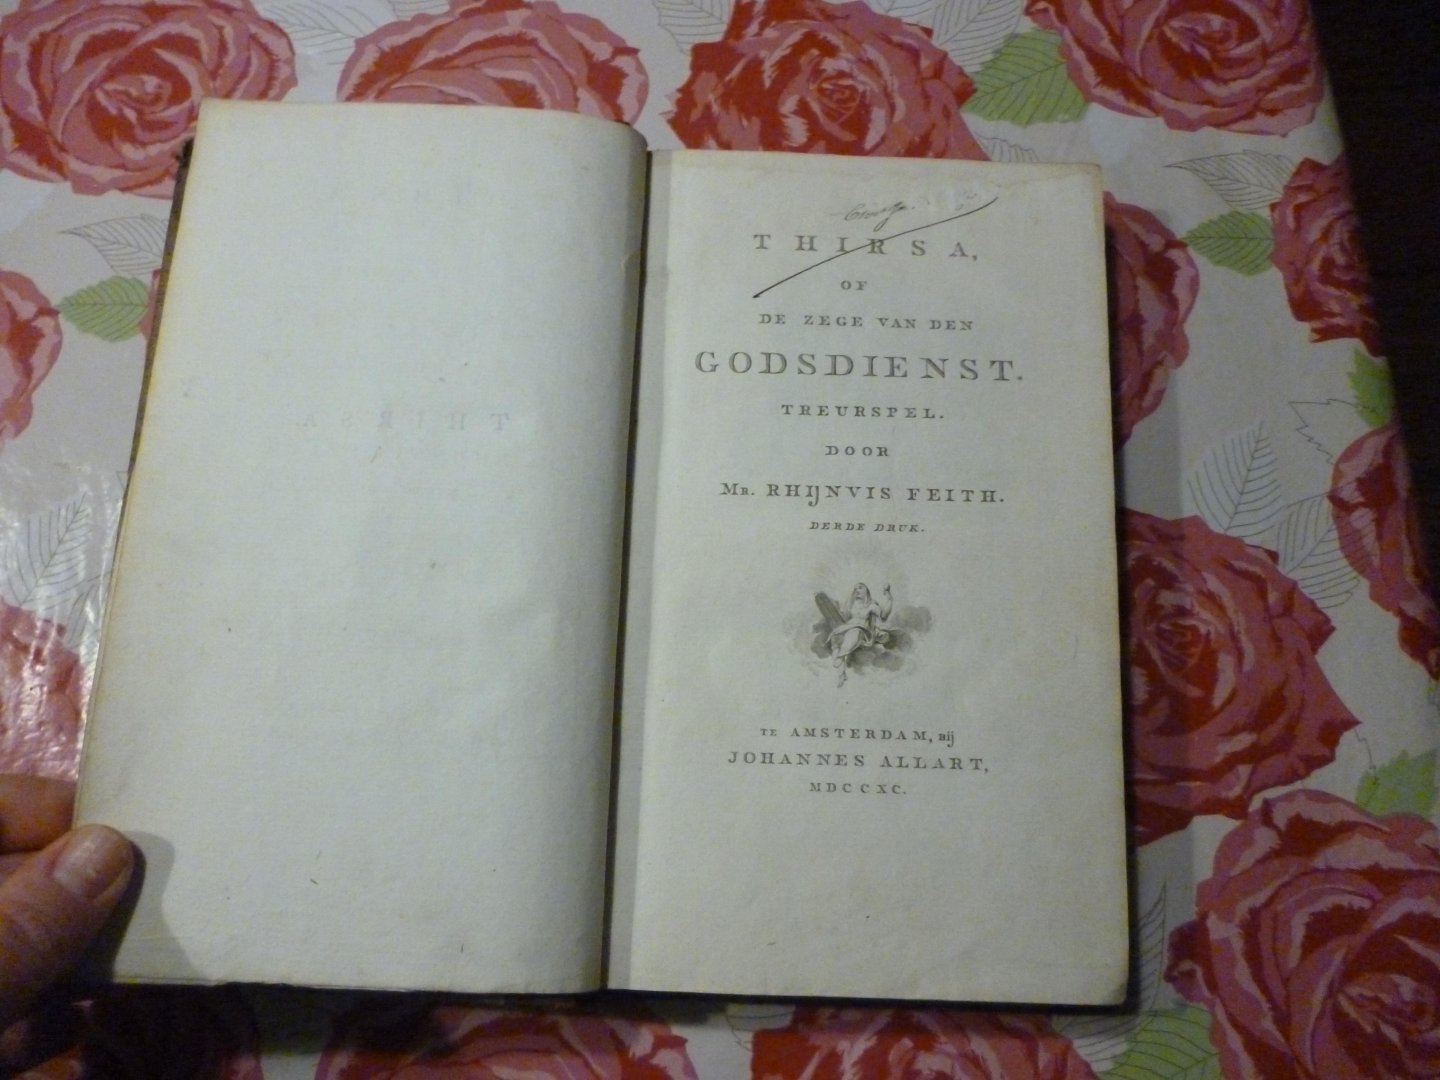 THIRSA,
OF
DE ZEGE VAN DEN
GODSDIENST.
TREURSPEL.
DOOR
MR. RHIJNVIS FEITH.
DERDE DRUK.
TE AMSTERDAM, BIJ
JOHANNES ALLART,
MDCCXC.